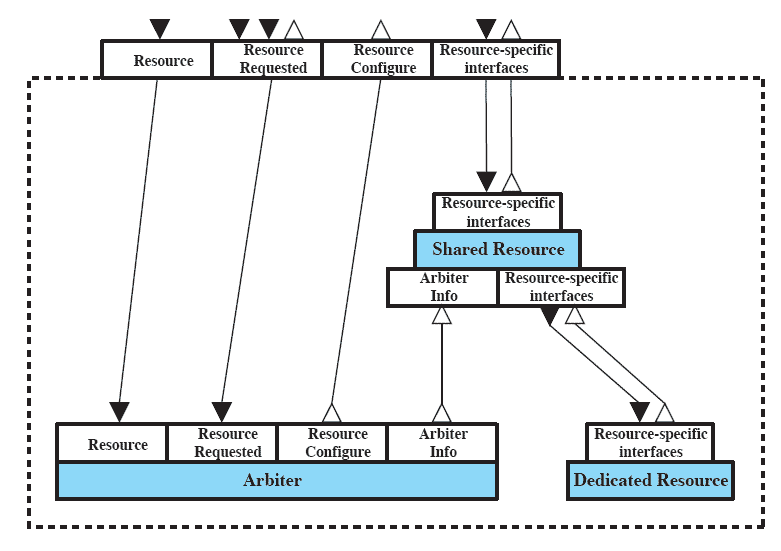 Resource
Resource
Requested
Resource
Configure
Resource-specific
interfaces
Resource-specific
interfaces
Shared Resource
Arbiter
Info
Resource-specific
interfaces
Resource
Resource
Requested
Resource
Configure
Arbiter
Info
Arbiter
Resource-specific
interfaces
Dedicated Resource